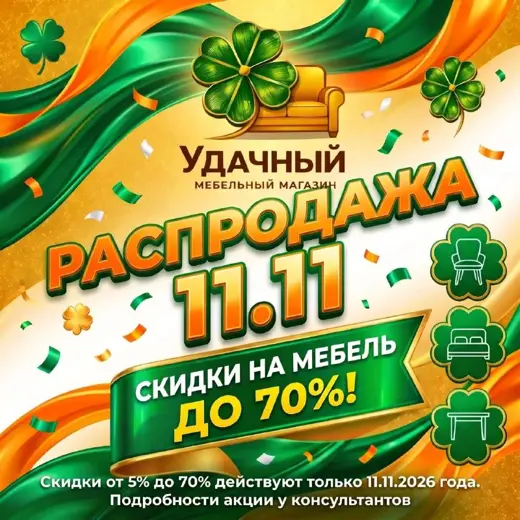 Удачный
МЕБЕЛЬНЫЙ МАГАЗИН
РАСПРОДАЖА
11.11
СКИДКИ НА МЕБЕЛЬ
ДО 70%!
Скидки от 5% до 70% действуют только 11.11.2026 года.
Подробности акции у консультантов